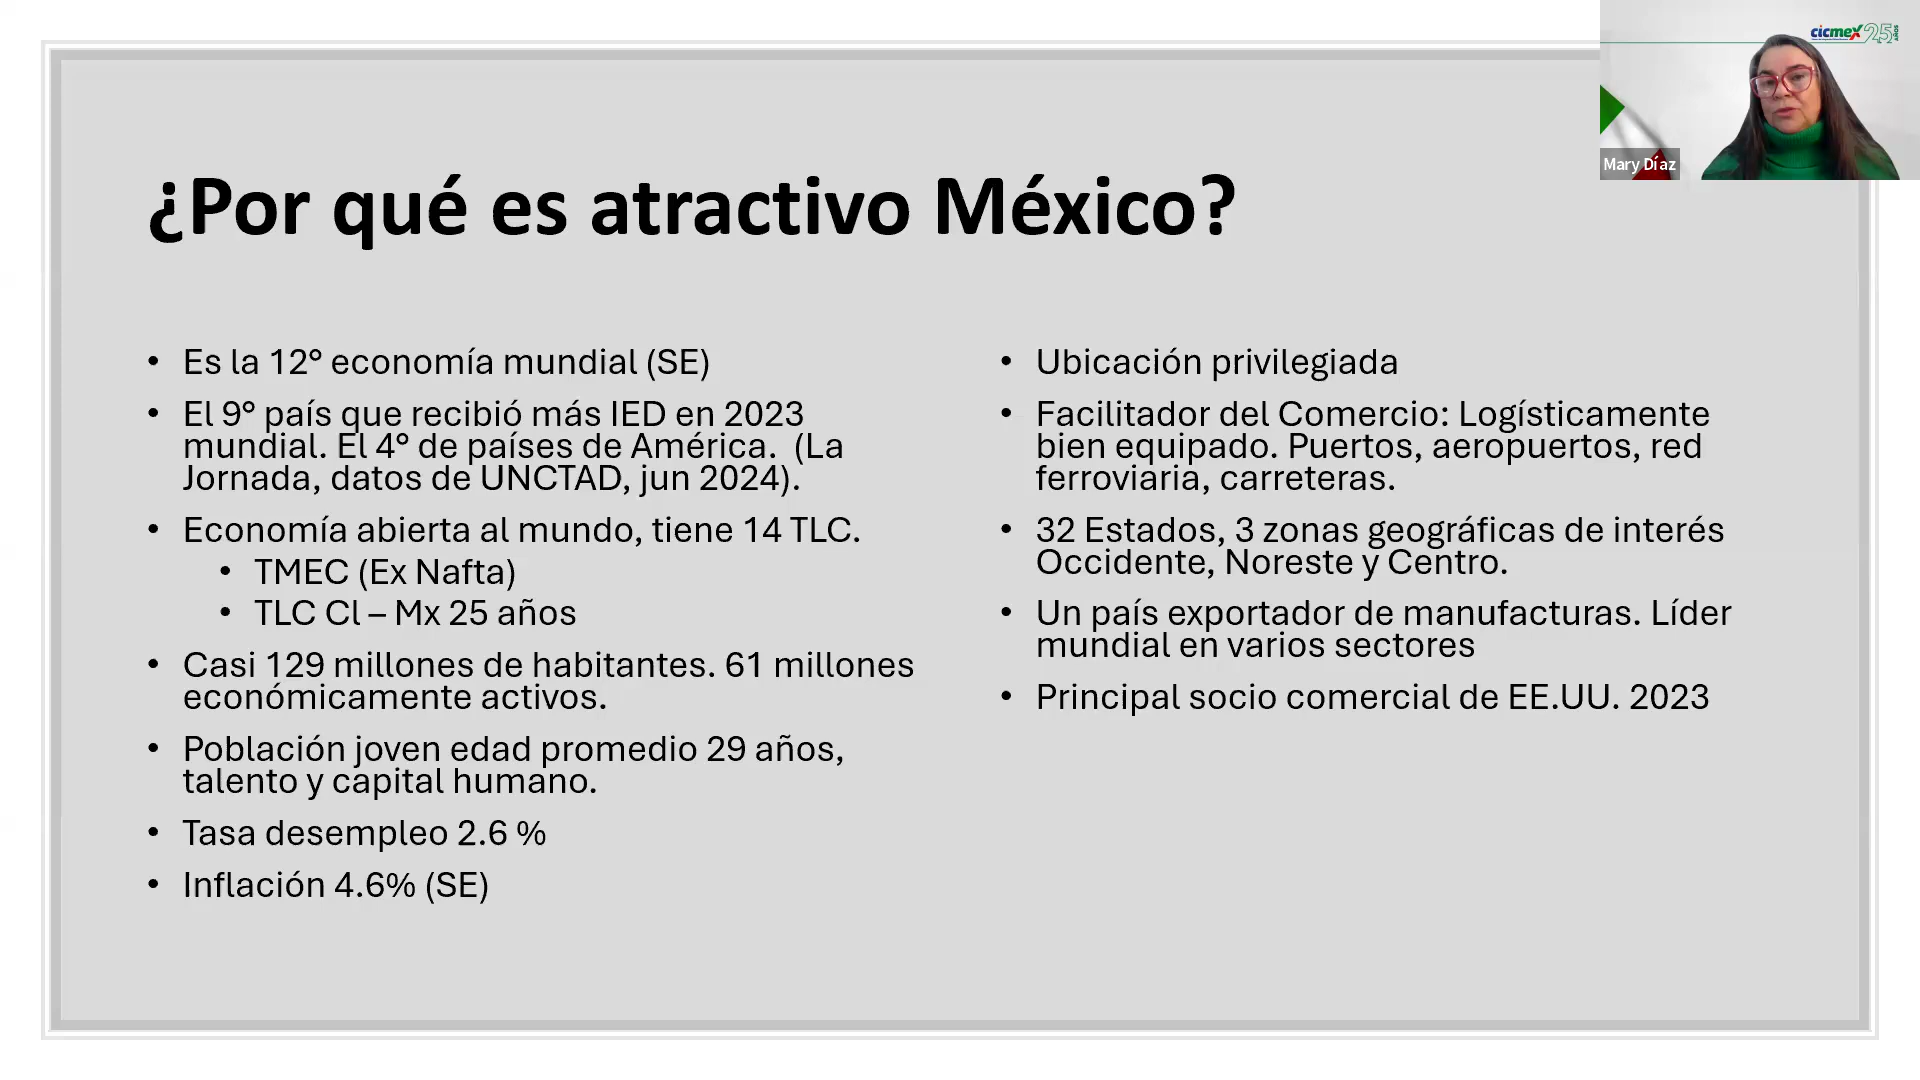 cicmex 25 AÑOS
Mary Díaz
¿Por qué es atractivo México?
• Es la 12° economía mundial (SE)
• El 9° país que recibió más IED en 2023
mundial. El 4° de países de América.  (La
Jornada, datos de UNCTAD, jun 2024).
• Economía abierta al mundo, tiene 14 TLC.
• TMEC (Ex Nafta)
• TLC Cl – Mx 25 años
• Casi 129 millones de habitantes. 61 millones
económicamente activos.
• Población joven edad promedio 29 años,
talento y capital humano.
• Tasa desempleo 2.6 %
• Inflación 4.6% (SE)
• Ubicación privilegiada
• Facilitador del Comercio: Logísticamente
bien equipado. Puertos, aeropuertos, red
ferroviaria, carreteras.
• 32 Estados, 3 zonas geográficas de interés
Occidente, Noreste y Centro.
• Un país exportador de manufacturas. Líder
mundial en varios sectores
• Principal socio comercial de EE.UU. 2023